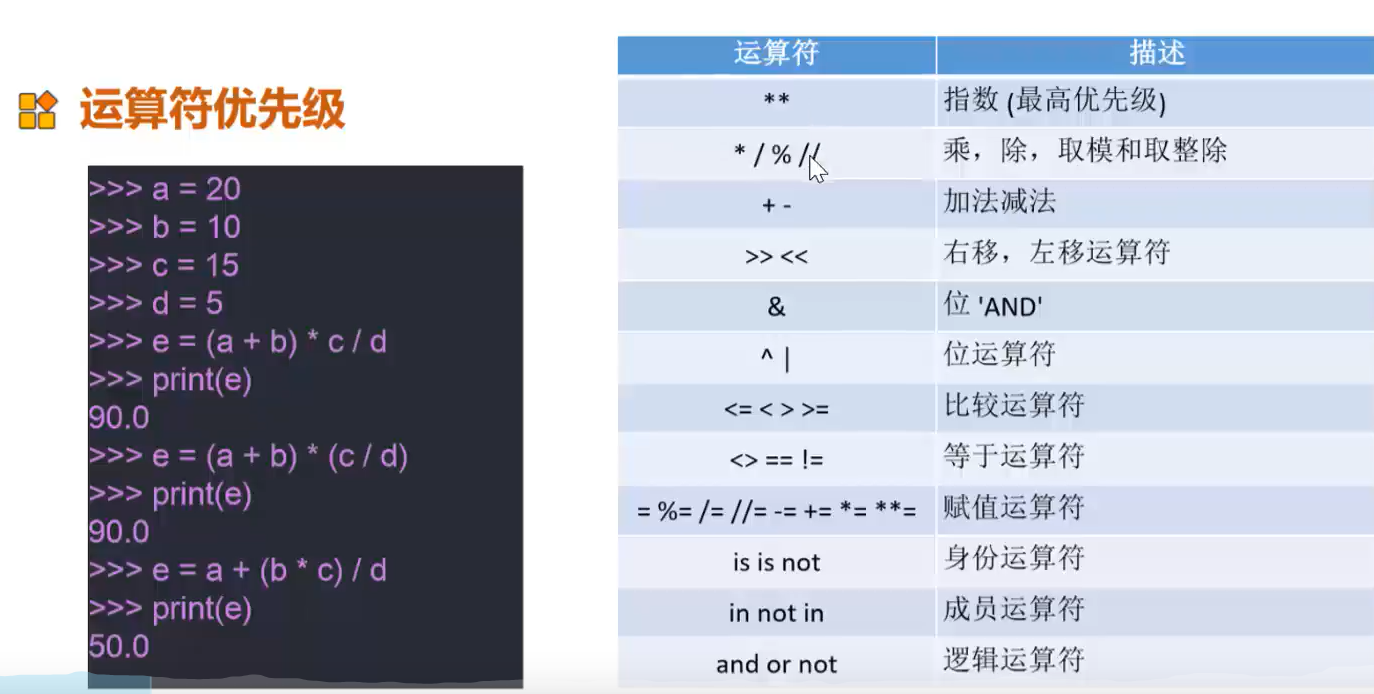 运算符优先级
>>> a = 20
>>> b = 10
>>> c = 15
>>> d = 5
>>> e = (a + b) * c / d
>>> print(e)
90.0
>>> e = (a + b) * (c / d)
>>> print(e)
90.0
>>> e = a + (b * c) / d
>>> print(e)
50.0
运算符 描述
** 指数 (最高优先级)
* / % // 乘，除，取模和取整除
+ - 加法减法
>> << 右移，左移运算符
& 位 'AND'
^ | 位运算符
<= < > >= 比较运算符
<> == != 等于运算符
= %= /= //= -= += *= **= 赋值运算符
is is not 身份运算符
in not in 成员运算符
and or not 逻辑运算符